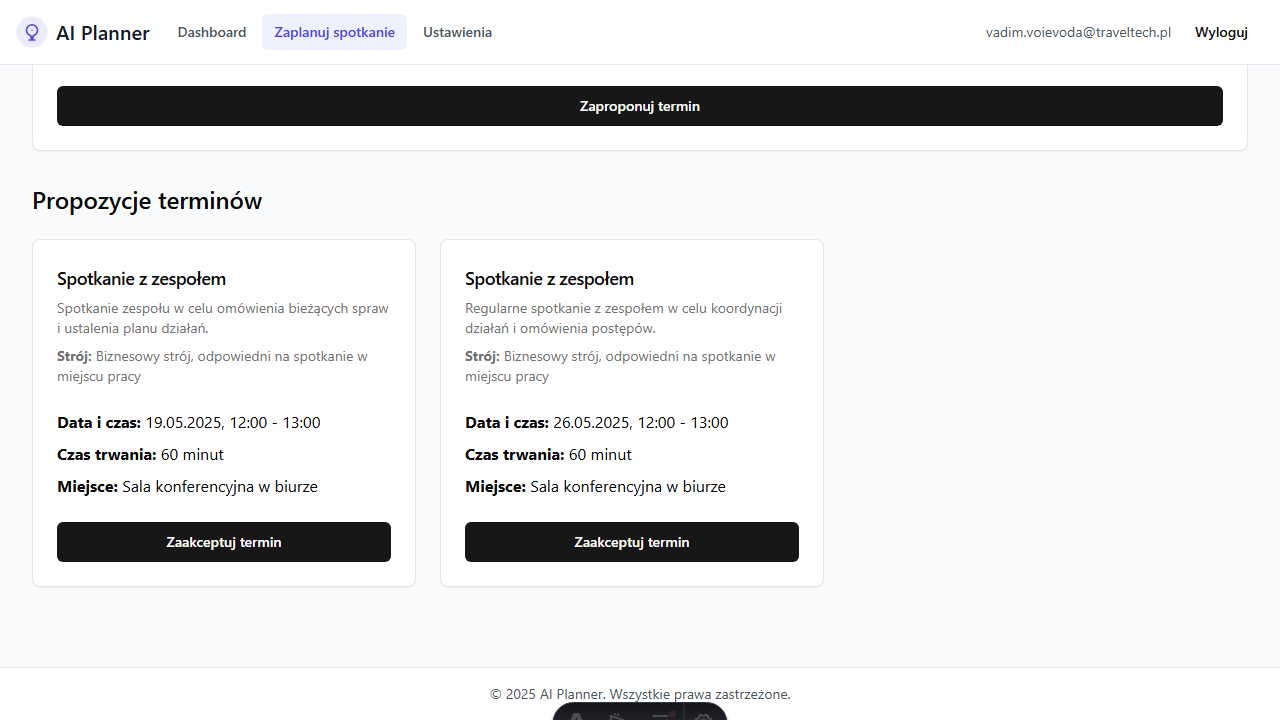 AI Planner Dashboard Zaplanuj spotkanie Ustawienia vadim.voievoda@traveltech.pl Wyloguj
Zaproponuj termin
Propozycje terminów
Spotkanie z zespołem
Spotkanie zespołu w celu omówienia bieżących spraw
i ustalenia planu działań.
Strój: Biznesowy strój, odpowiedni na spotkanie w
miejscu pracy
Data i czas: 19.05.2025, 12:00 - 13:00
Czas trwania: 60 minut
Miejsce: Sala konferencyjna w biurze
Zaakceptuj termin
Spotkanie z zespołem
Regularne spotkanie z zespołem w celu koordynacji
działań i omówienia postępów.
Strój: Biznesowy strój, odpowiedni na spotkanie w
miejscu pracy
Data i czas: 26.05.2025, 12:00 - 13:00
Czas trwania: 60 minut
Miejsce: Sala konferencyjna w biurze
Zaakceptuj termin
© 2025 AI Planner. Wszystkie prawa zastrzeżone.